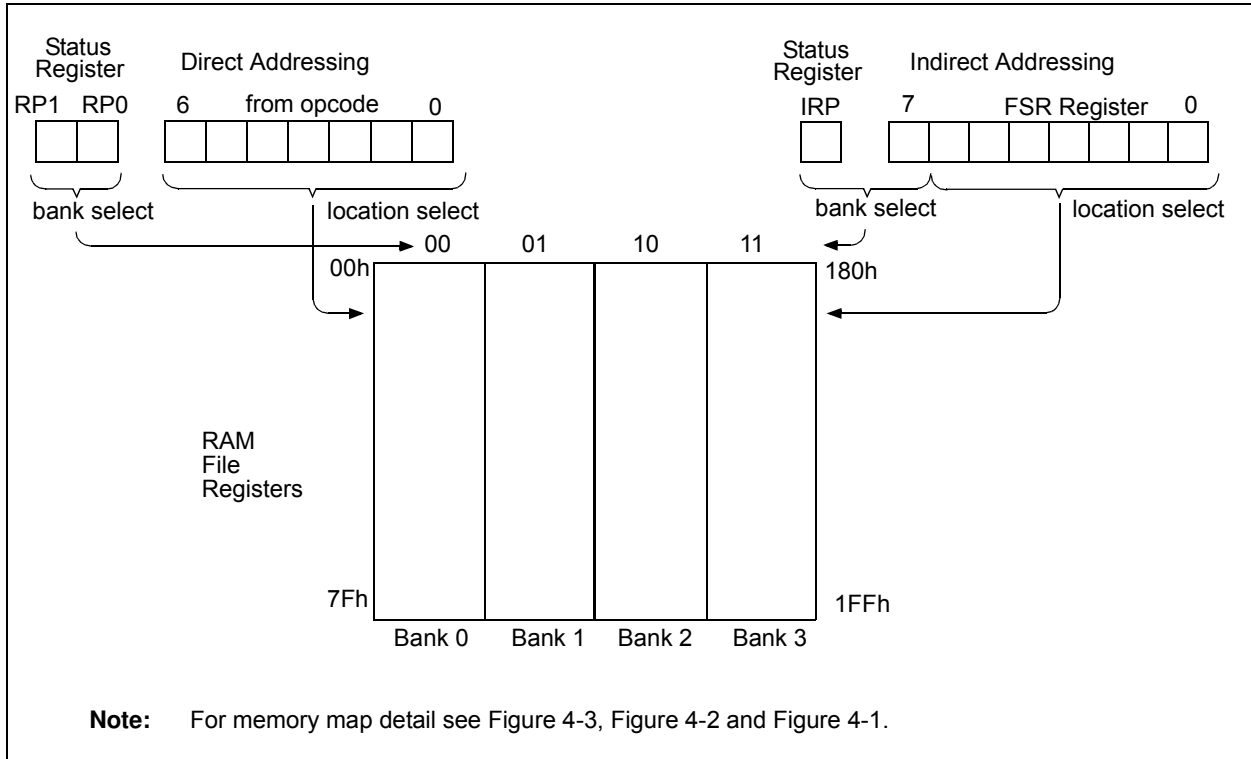 Status
Register
Direct Addressing
RP1 RP0
6 from opcode 0
bank select
location select
Status
Register
Indirect Addressing
IRP
7 FSR Register 0
bank select
location select
00 01 10 11
00h
180h
RAM
File
Registers
7Fh
1FFh
Bank 0 Bank 1 Bank 2 Bank 3
Note: For memory map detail see Figure 4-3, Figure 4-2 and Figure 4-1.